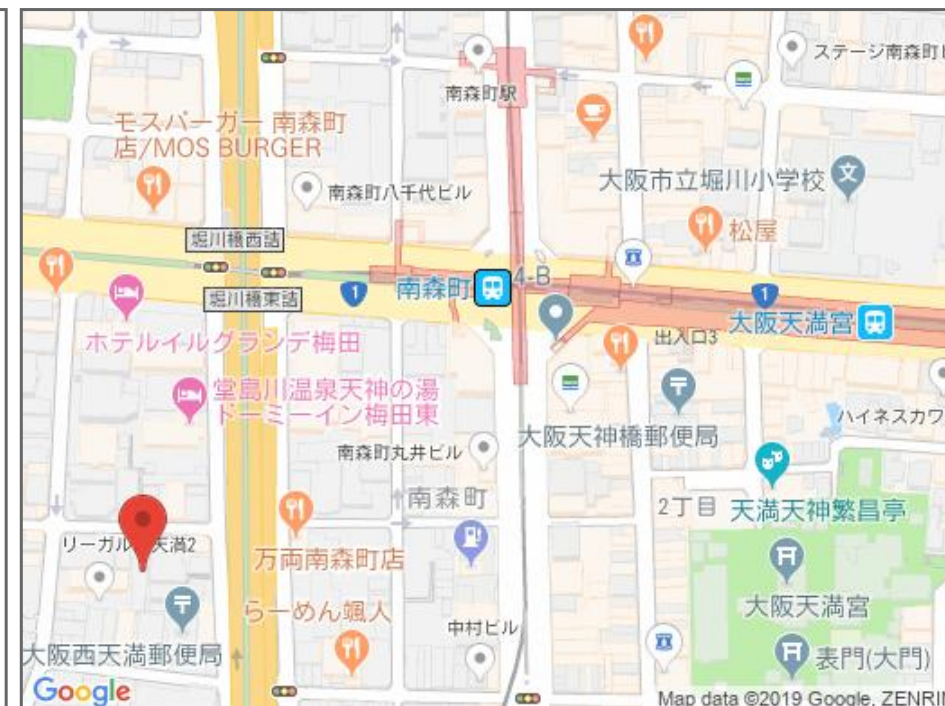 ステージ南森町
南森町駅
モスバーガー 南森町
店/MOS BURGER
南森町八千代ビル
大阪市立堀川小学校
文
松屋
堀川橋西詰
堀川橋東詰
1
南森町
4-B
1
大阪天満宮
出入口3
ホテルイルグランデ梅田
堂島川温泉天神の湯
ドーミーイン梅田東
大阪天神橋郵便局
ハイネスカワ
南森町丸井ビル
南森町
2丁目
天満天神繁昌亭
リーガル
天満2
万両南森町店
らーめん颯人
中村ビル
大阪天満宮
大阪西天満郵便局
表門(大門)
Google
Map data ©2019 Google, ZENRIN